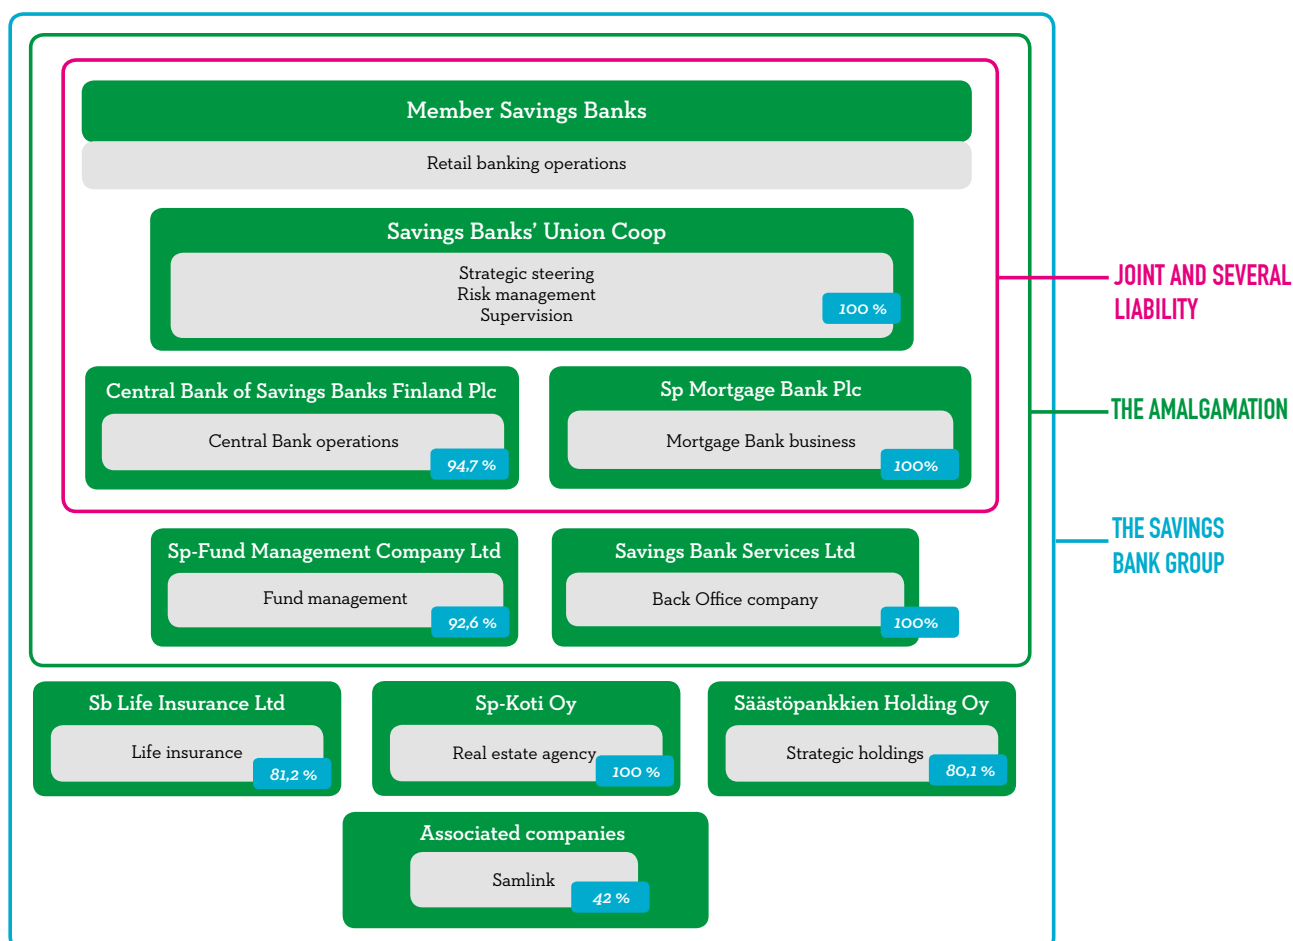 Member Savings Banks
Retail banking operations
Savings Banks’ Union Coop
Strategic steering
Risk management
Supervision
100 %
JOINT AND SEVERAL
LIABILITY
Central Bank of Savings Banks Finland Plc
Central Bank operations
94,7 %
Sp Mortgage Bank Plc
Mortgage Bank business
100%
THE AMALGAMATION
Sp-Fund Management Company Ltd
Fund management
92,6 %
Savings Bank Services Ltd
Back Office company
100%
THE SAVINGS
BANK GROUP
Sb Life Insurance Ltd
Life insurance
81,2 %
Sp-Koti Oy
Real estate agency
100 %
Säästöpankkien Holding Oy
Strategic holdings
80,1 %
Associated companies
Samlink
42 %